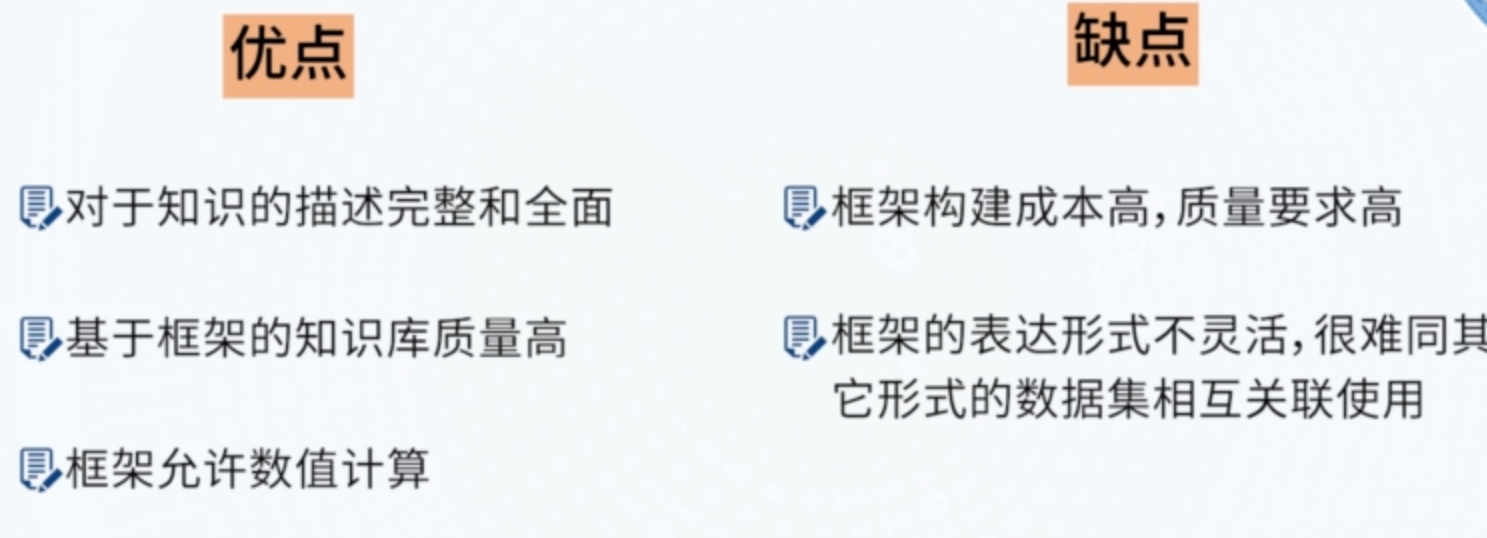 优点
对于知识的描述完整和全面
基于框架的知识库质量高
框架允许数值计算
缺点
框架构建成本高，质量要求高
框架的表达形式不灵活，很难同其
它形式的数据集相互关联使用